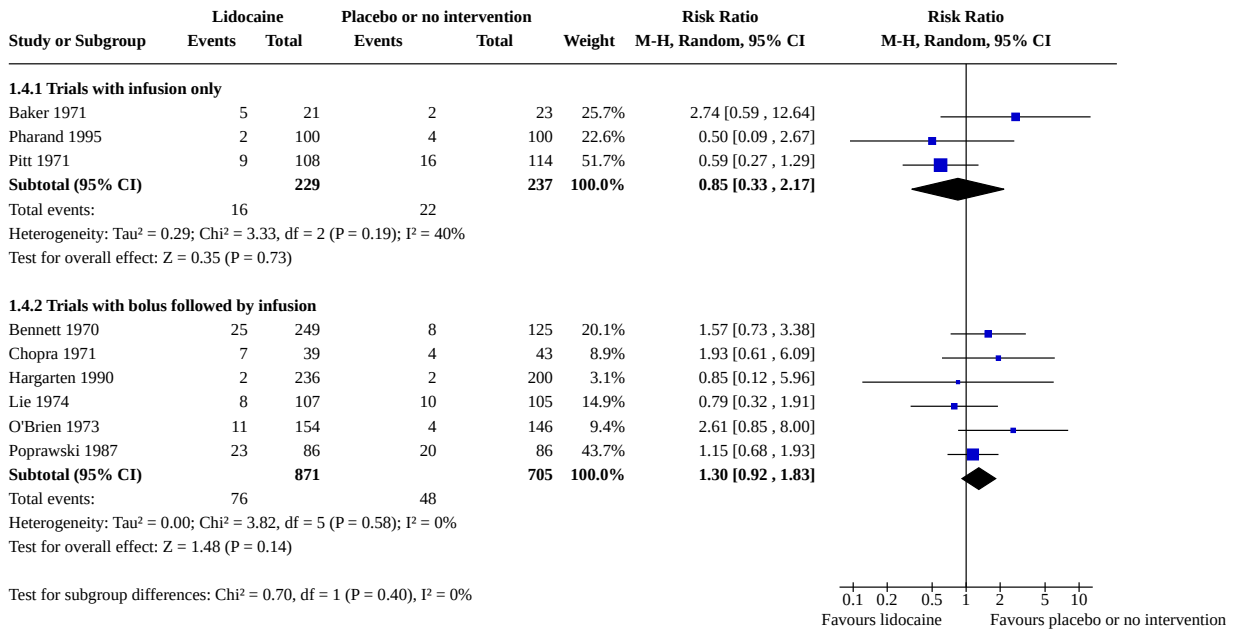 Lidocaine Placebo or no intervention Risk Ratio Risk Ratio
Study or Subgroup Events Total Events Total Weight M-H, Random, 95% CI M-H, Random, 95% CI
1.4.1 Trials with infusion only
Baker 1971 5 21 2 23 25.7% 2.74 [0.59 , 12.64]
Pharand 1995 2 100 4 100 22.6% 0.50 [0.09 , 2.67]
Pitt 1971 9 108 16 114 51.7% 0.59 [0.27 , 1.29]
Subtotal (95% CI) 229 237 100.0% 0.85 [0.33 , 2.17]
Total events: 16 22
Heterogeneity: Tau² = 0.29; Chi² = 3.33, df = 2 (P = 0.19); I² = 40%
Test for overall effect: Z = 0.35 (P = 0.73)
1.4.2 Trials with bolus followed by infusion
Bennett 1970 25 249 8 125 20.1% 1.57 [0.73 , 3.38]
Chopra 1971 7 39 4 43 8.9% 1.93 [0.61 , 6.09]
Hargarten 1990 2 236 2 200 3.1% 0.85 [0.12 , 5.96]
Lie 1974 8 107 10 105 14.9% 0.79 [0.32 , 1.91]
O'Brien 1973 11 154 4 146 9.4% 2.61 [0.85 , 8.00]
Poprawski 1987 23 86 20 86 43.7% 1.15 [0.68 , 1.93]
Subtotal (95% CI) 871 705 100.0% 1.30 [0.92 , 1.83]
Total events: 76 48
Heterogeneity: Tau² = 0.00; Chi² = 3.82, df = 5 (P = 0.58); I² = 0%
Test for overall effect: Z = 1.48 (P = 0.14)
Test for subgroup differences: Chi² = 0.70, df = 1 (P = 0.40), I² = 0%
0.1 0.2 0.5 1 2 5 10
Favours lidocaine Favours placebo or no intervention